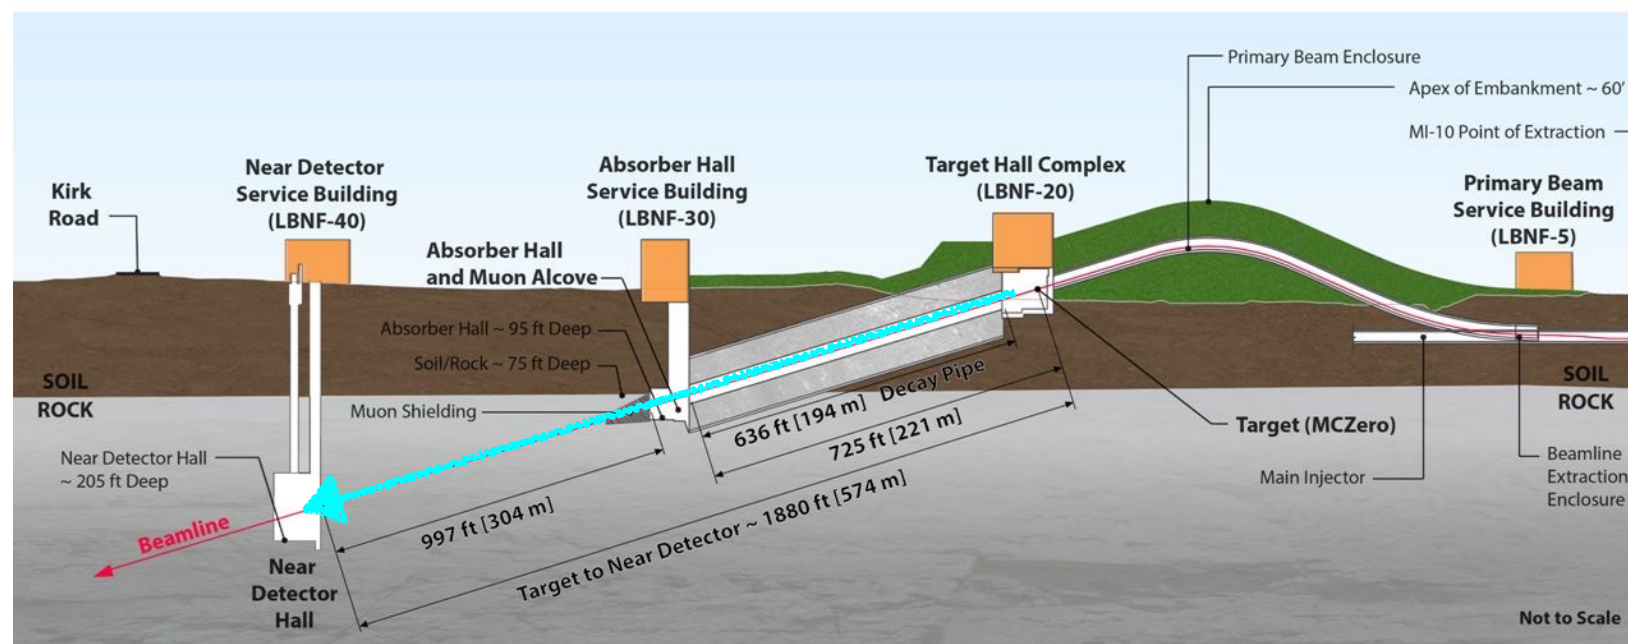 Primary Beam Enclosure
Apex of Embankment ~ 60'
MI-10 Point of Extraction
Near Detector
Service Building
(LBNF-40)
Absorber Hall
Service Building
(LBNF-30)
Target Hall Complex
(LBNF-20)
Primary Beam
Service Building
(LBNF-5)
Kirk
Road
Absorber Hall
and Muon Alcove
Absorber Hall ~ 95 ft Deep
Soil/Rock ~ 75 ft Deep
Muon Shielding
SOIL
ROCK
SOIL
ROCK
636 ft [194 m] Decay Pipe
725 ft [221 m]
Target (MCZero)
Near Detector Hall
~ 205 ft Deep
Main Injector
Beamline
Extraction
Enclosure
997 ft [304 m]
Target to Near Detector ~ 1880 ft [574 m]
Beamline
Near
Detector
Hall
Not to Scale